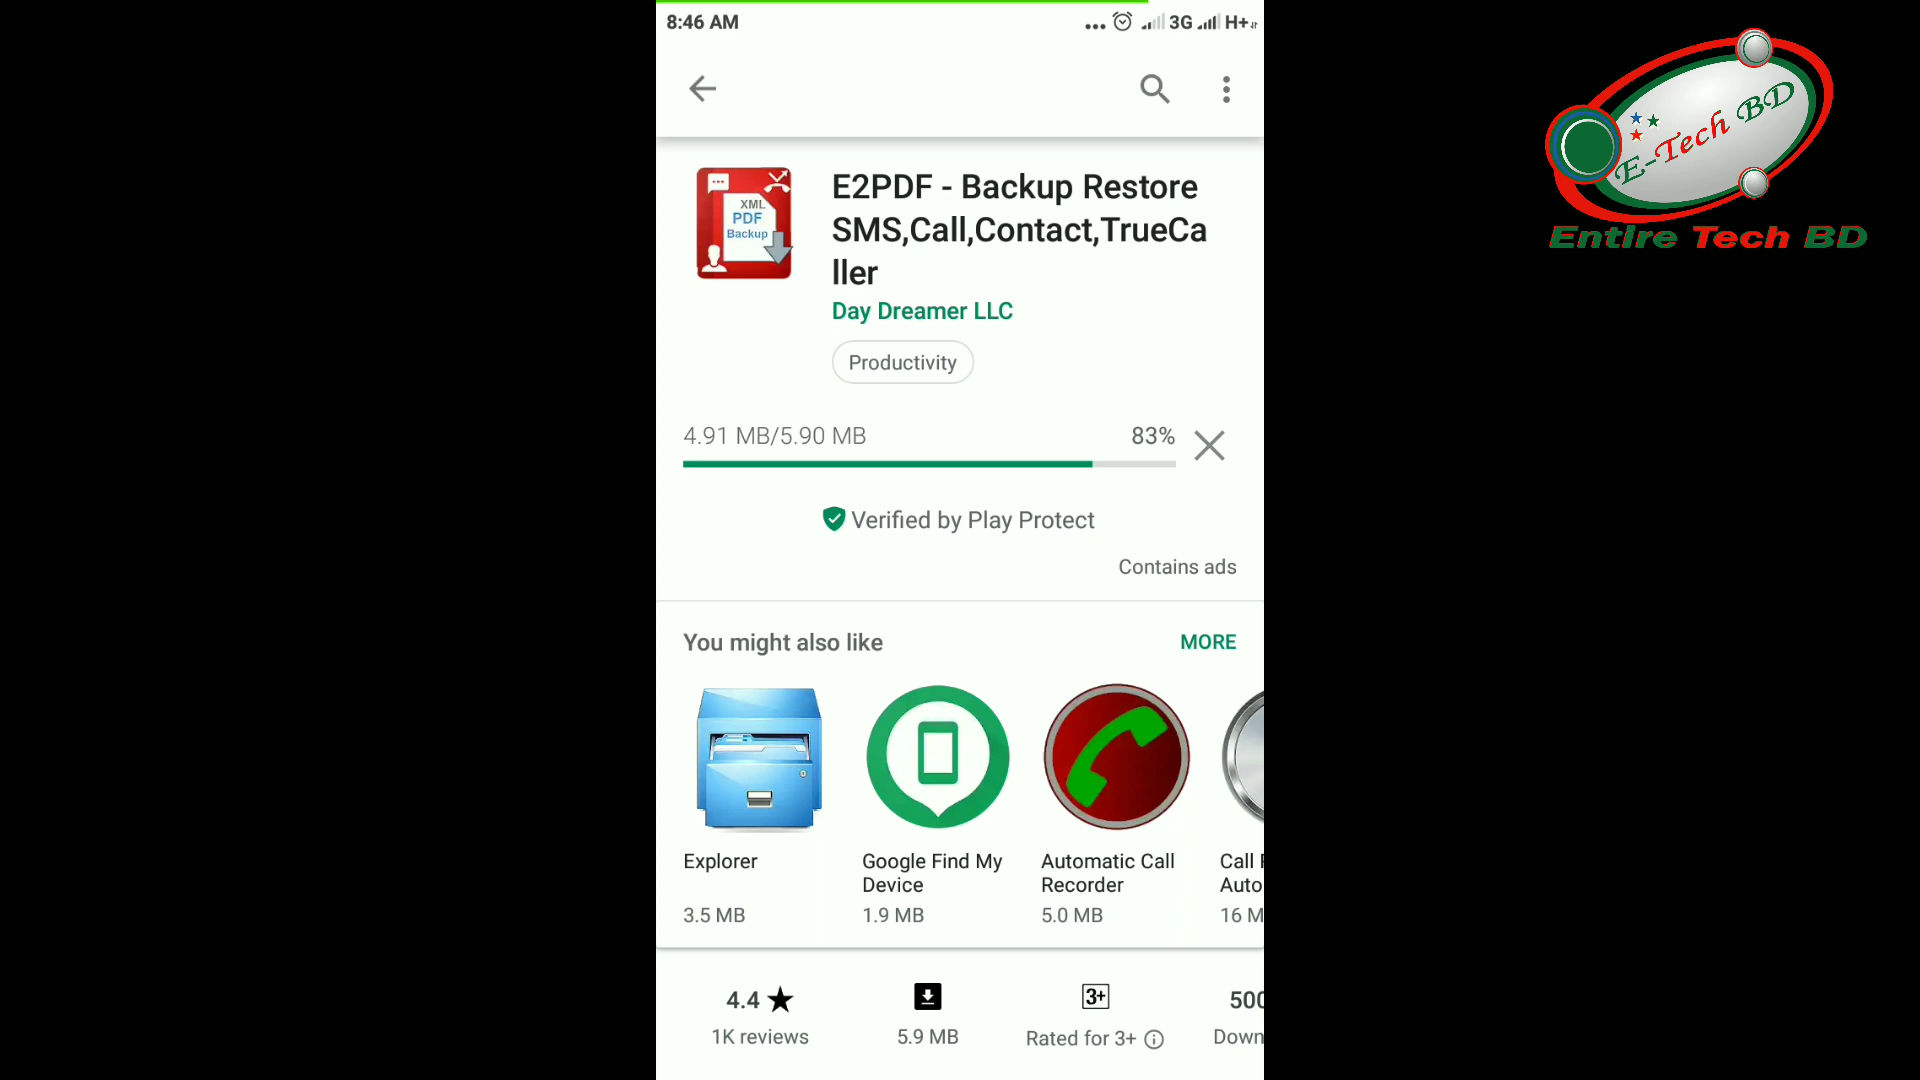 8:46 AM
3G
H+
E-Tech BD
Entire Tech BD
XML
PDF
Backup
E2PDF - Backup Restore
SMS,Call,Contact,TrueCa
ller
Day Dreamer LLC
Productivity
4.91 MB/5.90 MB
83%
Verified by Play Protect
Contains ads
You might also like
MORE
Explorer
3.5 MB
Google Find My
Device
1.9 MB
Automatic Call
Recorder
5.0 MB
Call
Auto
16 M
4.4 ★
1K reviews
5.9 MB
3+
Rated for 3+
500
Down